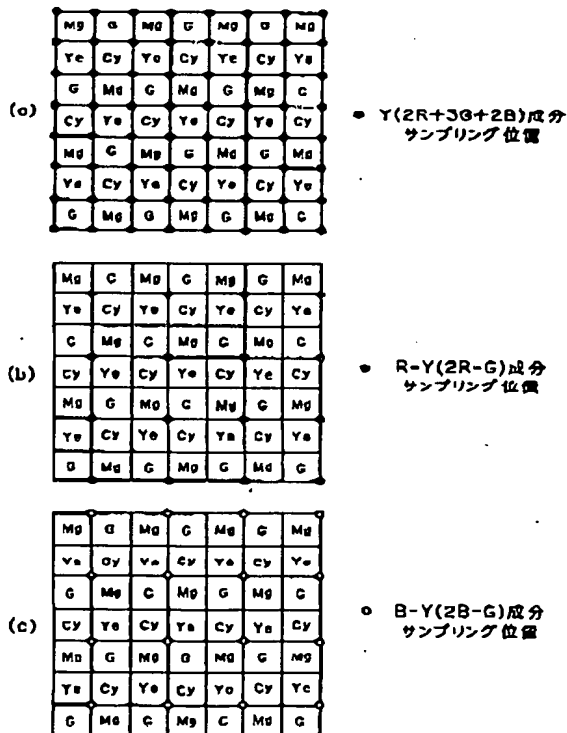 (a)
Mg G Mg G Mg G Mg
Ye Cy Ye Cy Ye Cy Ye
G Mg G Mg G Mg G
Cy Ye Cy Ye Cy Ye Cy
Mg G Mg G Mg G Mg
Ye Cy Ye Cy Ye Cy Ye
G Mg G Mg G Mg G
● Y(2R+3G+2B)成分
サンプリング位置
(b)
Mg G Mg G Mg G Mg
Ye Cy Ye Cy Ye Cy Ye
G Mg G Mg G Mg G
Cy Ye Cy Ye Cy Ye Cy
Mg G Mg G Mg G Mg
Ye Cy Ye Cy Ye Cy Ye
G Mg G Mg G Mg G
● R-Y(2R-G)成分
サンプリング位置
(c)
Mg G Mg G Mg G Mg
Ye Cy Ye Cy Ye Cy Ye
G Mg G Mg G Mg G
Cy Ye Cy Ye Cy Ye Cy
Mg G Mg G Mg G Mg
Ye Cy Ye Cy Ye Cy Ye
G Mg G Mg G Mg G
○ B-Y(2B-G)成分
サンプリング位置